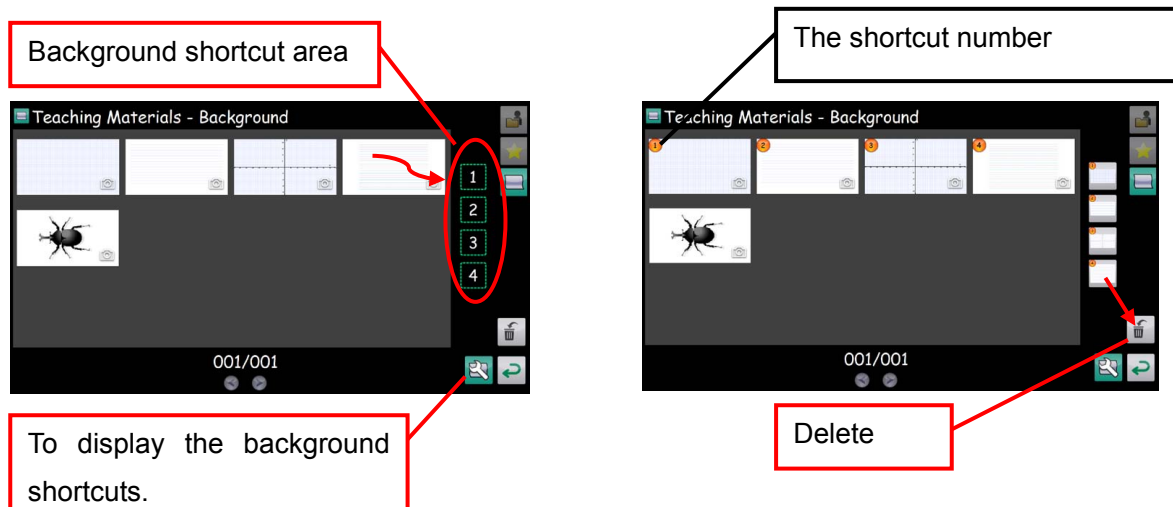 Background shortcut area
The shortcut number
Teaching Materials - Background
1
2
3
4
001/001
To display the background
shortcuts.
Teaching Materials - Background
1 2 3 4
001/001
Delete